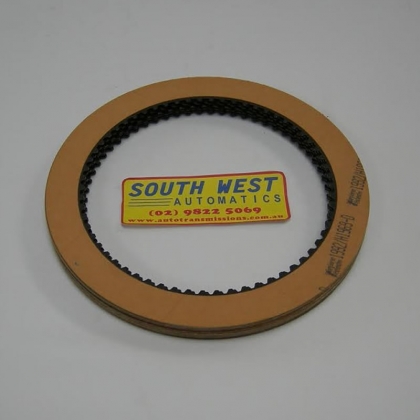 SOUTH WEST
AUTOMATICS
(02) 9822 5069
www.autotransmissions.com.au